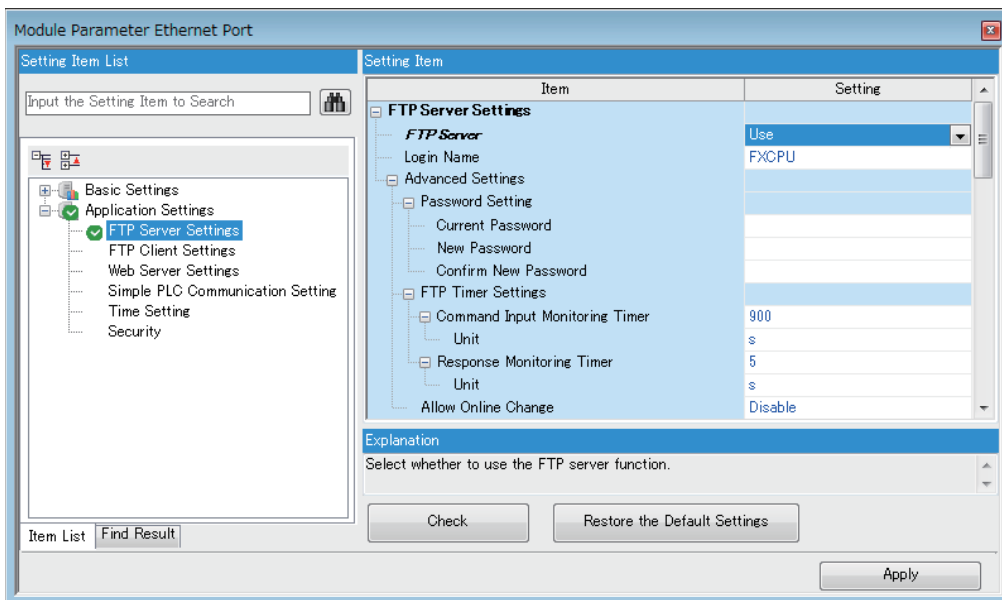 Module Parameter Ethernet Port
Setting Item List
Input the Setting Item to Search
Basic Settings
Application Settings
FTP Server Settings
FTP Client Settings
Web Server Settings
Simple PLC Communication Setting
Time Setting
Security
Item List
Find Result
Setting Item
Item Setting
FTP Server Settings
FTP Server Use
Login Name FXCPU
Advanced Settings
Password Setting
Current Password
New Password
Confirm New Password
FTP Timer Settings
Command Input Monitoring Timer 900
Unit s
Response Monitoring Timer 5
Unit s
Allow Online Change Disable
Explanation
Select whether to use the FTP server function.
Check
Restore the Default Settings
Apply